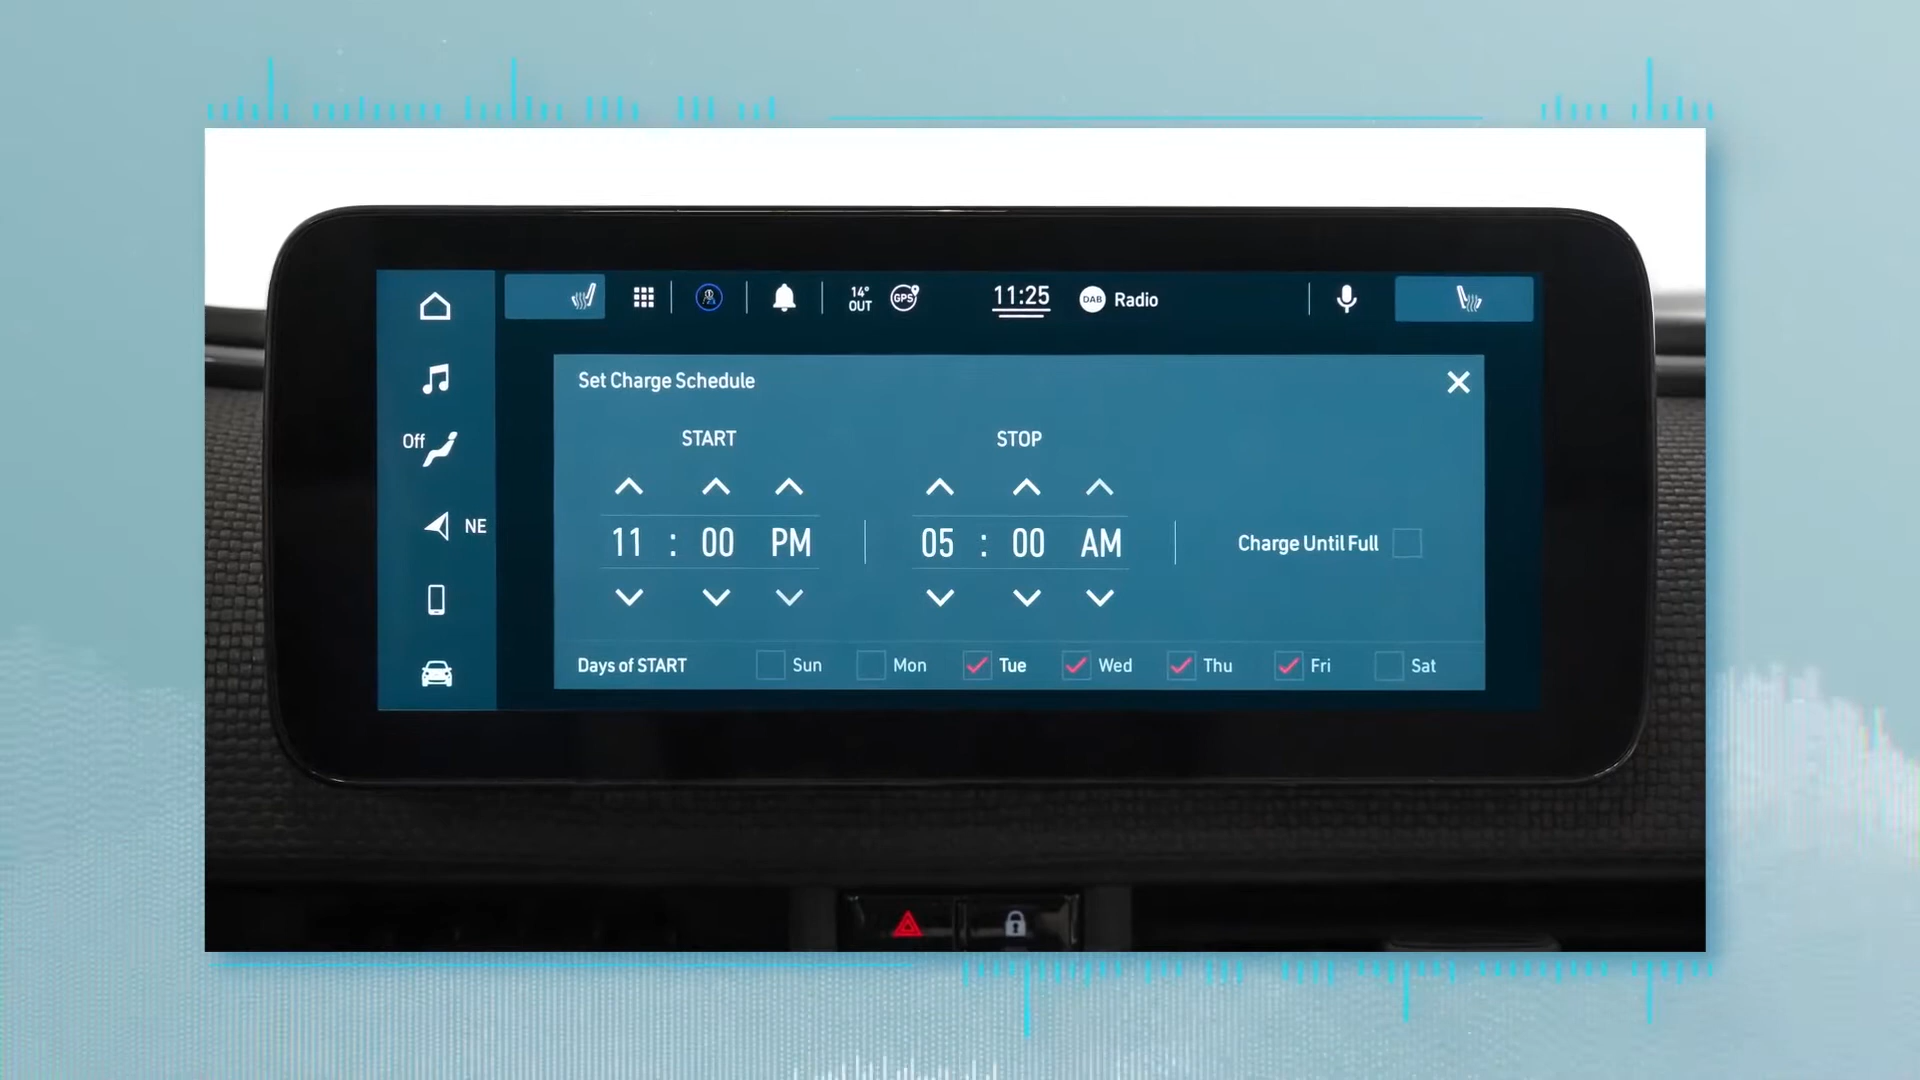 14° OUT GPS 11:25 DAB Radio
Set Charge Schedule
START STOP
Off
11 : 00 PM 05 : 00 AM Charge Until Full
NE
Days of START Sun Mon Tue Wed Thu Fri Sat